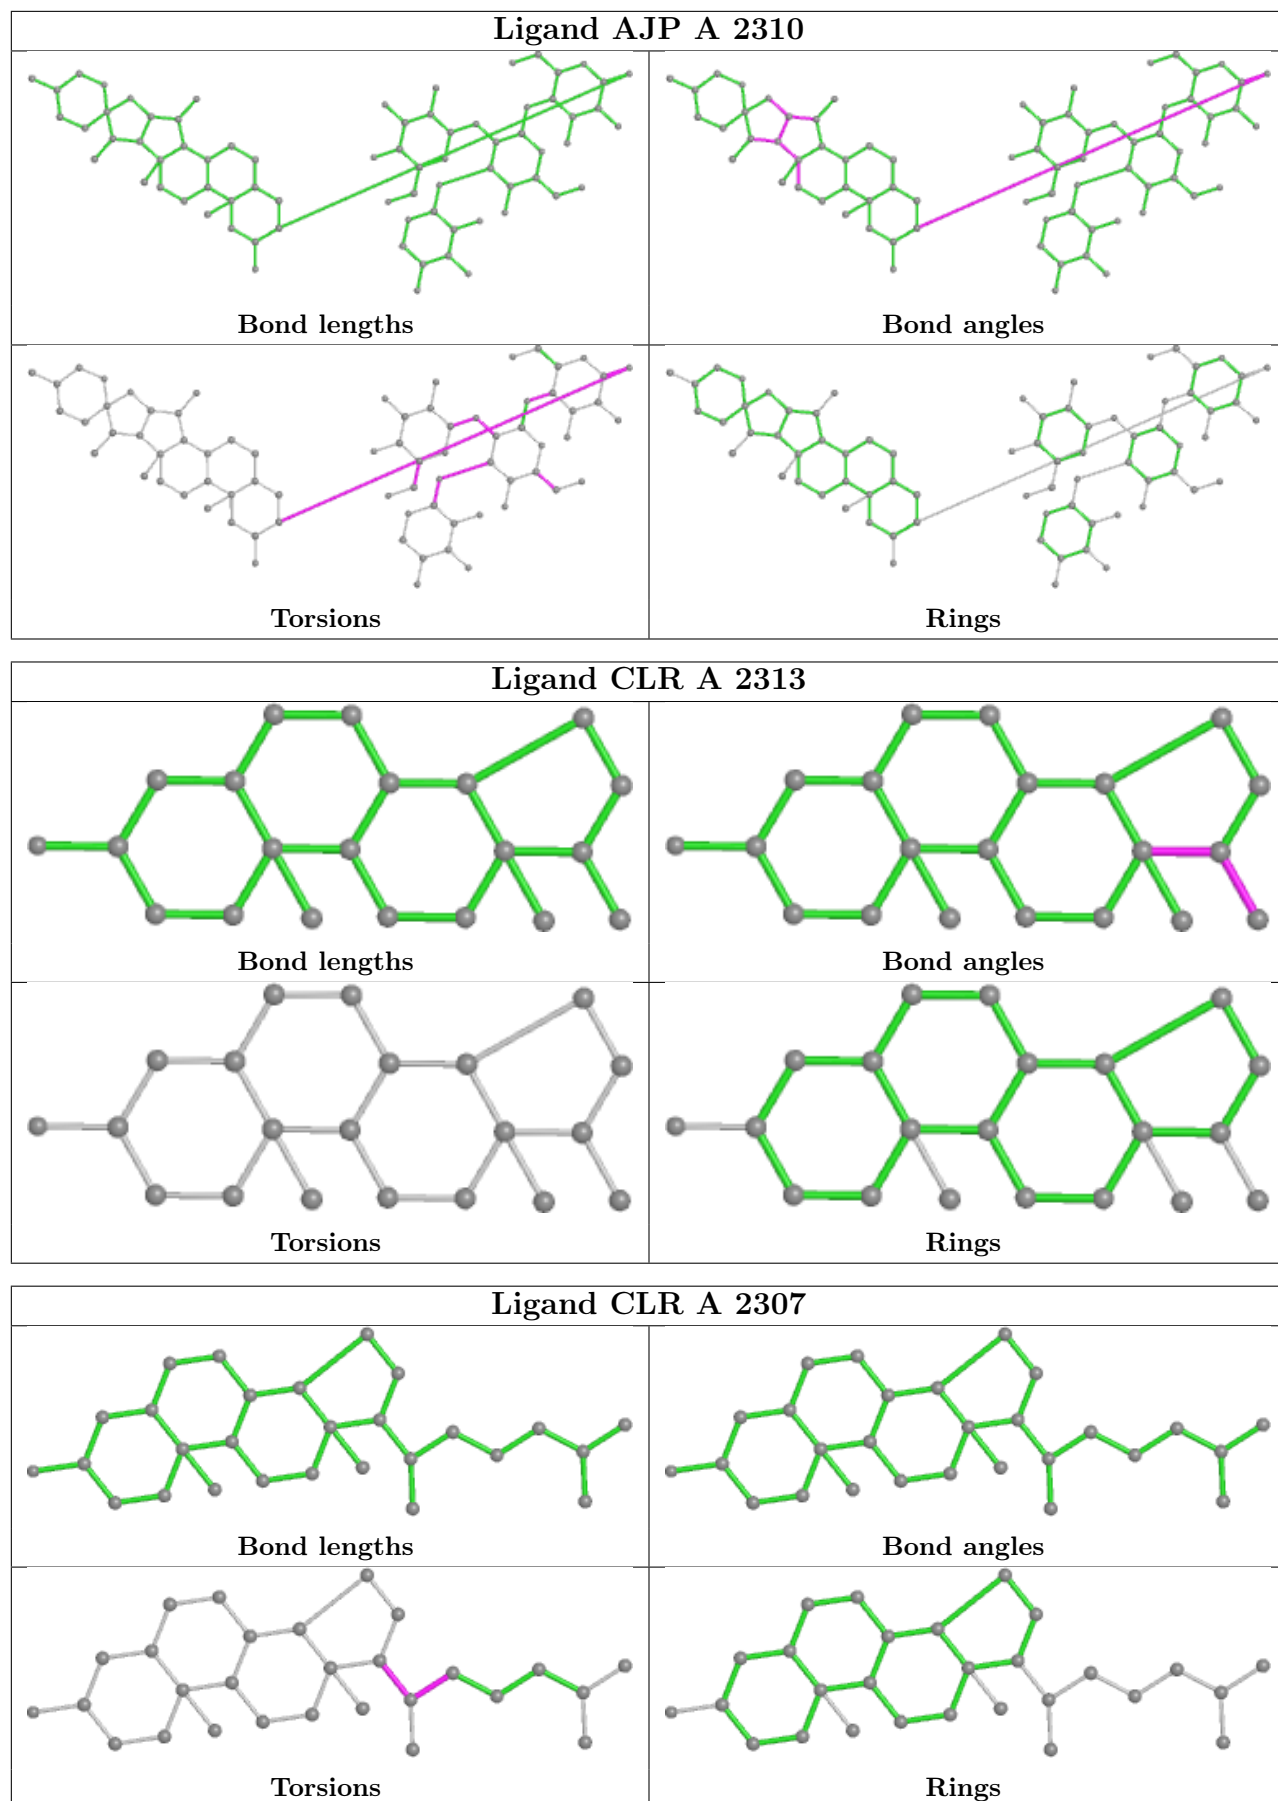 Ligand AJP A 2310
Bond lengths
Bond angles
Torsions
Rings
Ligand CLR A 2313
Bond lengths
Bond angles
Torsions
Rings
Ligand CLR A 2307
Bond lengths
Bond angles
Torsions
Rings